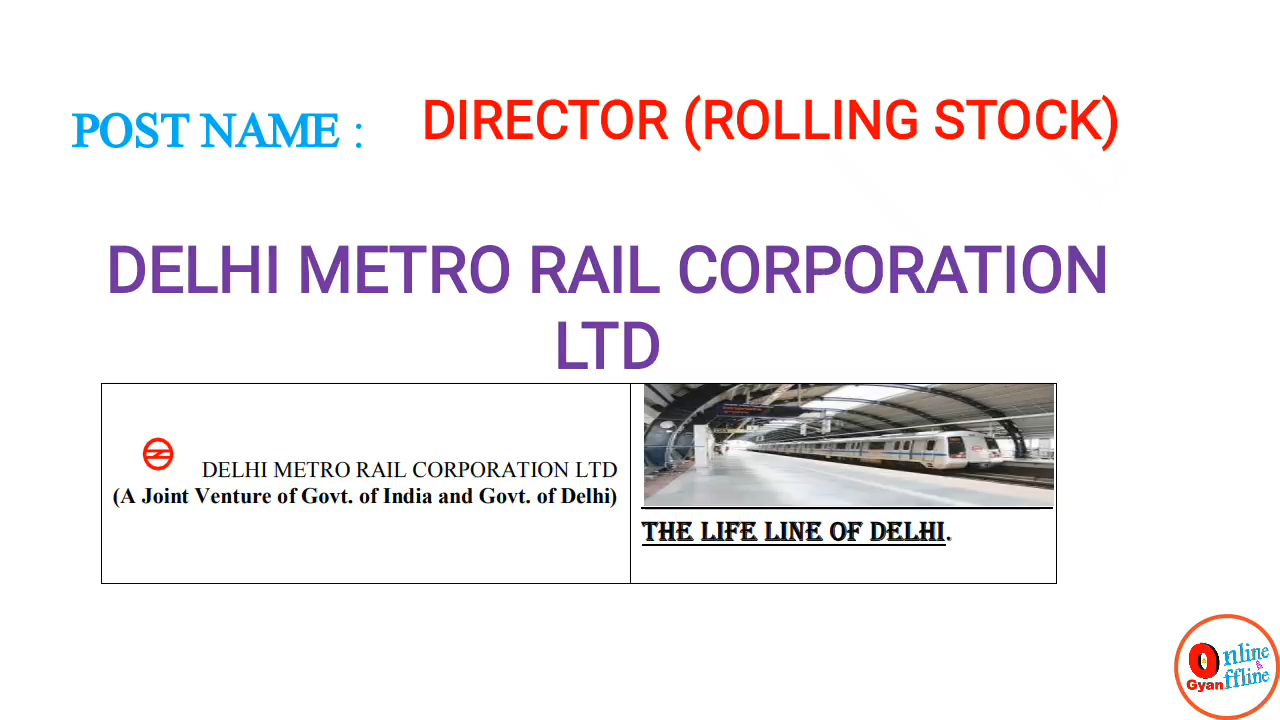 POST NAME :
DIRECTOR (ROLLING STOCK)
DELHI METRO RAIL CORPORATION
LTD
DELHI METRO RAIL CORPORATION LTD
(A Joint Venture of Govt. of India and Govt. of Delhi)
THE LIFE LINE OF DELHI.
Online
&
Offline
Gyan